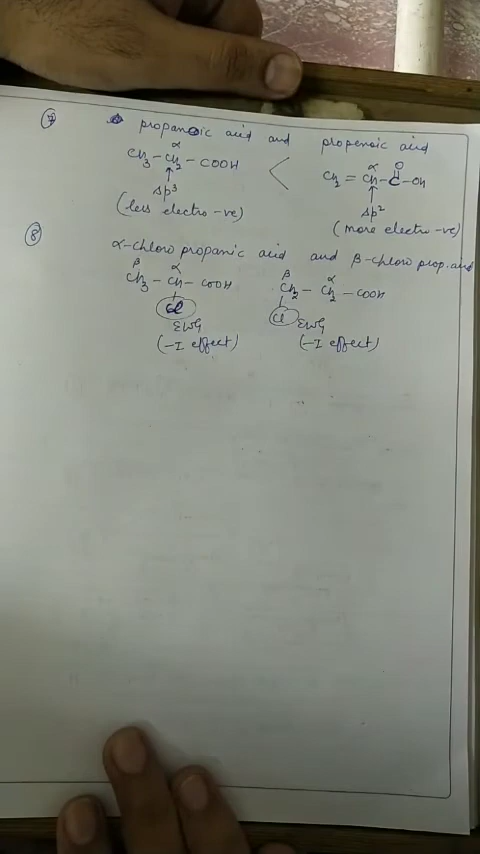 ⑦ propanoic acid and propenoic acid
α α O
CH3 - CH2 - COOH < CH2 = CH - C - OH
sp3 sp2
(less electro -ve) (more electro -ve)
⑧ α-chloro propanic acid and β-chloro prop. acid
β α β α
CH3 - CH - COOH CH2 - CH2 - COOH
Cl Cl EWG
EWG
(-I effect) (-I effect)